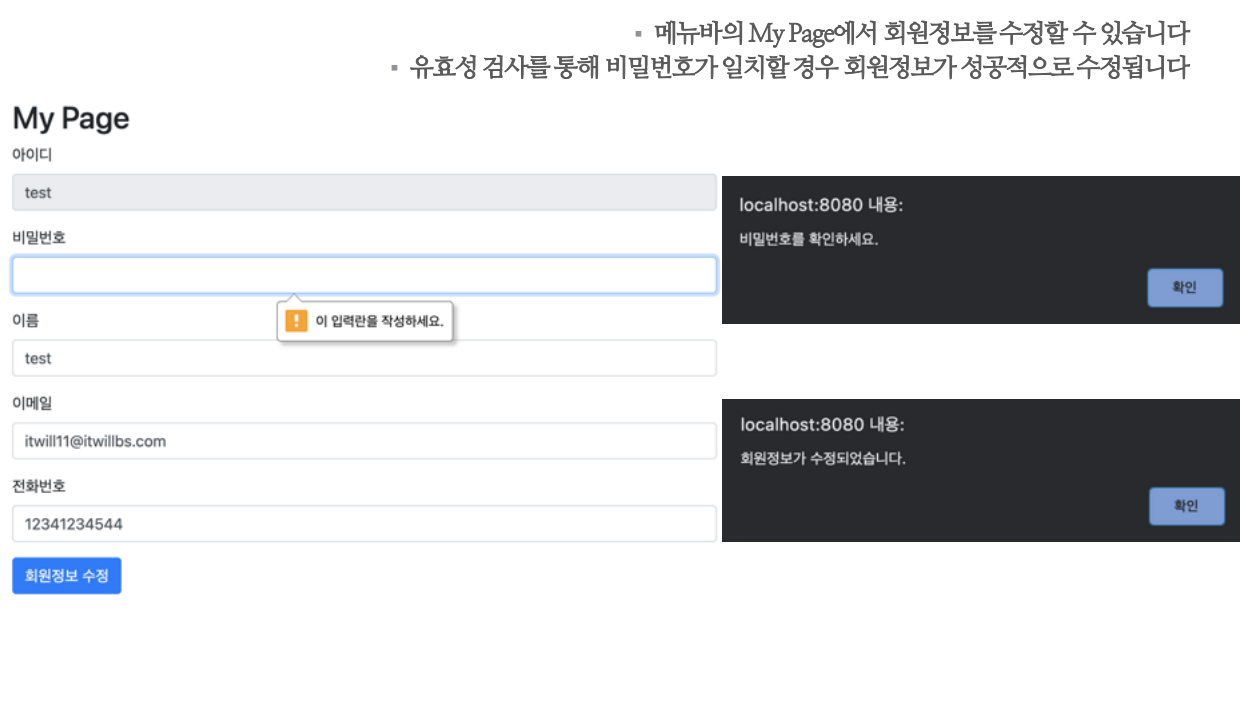 ▪ 메뉴바의 My Page에서 회원정보를 수정할 수 있습니다
▪ 유효성 검사를 통해 비밀번호가 일치할 경우 회원정보가 성공적으로 수정됩니다
My Page
아이디
test
비밀번호
이 입력란을 작성하세요.
이름
test
이메일
itwill11@itwillbs.com
전화번호
12341234544
회원정보 수정
localhost:8080 내용:
비밀번호를 확인하세요.
확인
localhost:8080 내용:
회원정보가 수정되었습니다.
확인